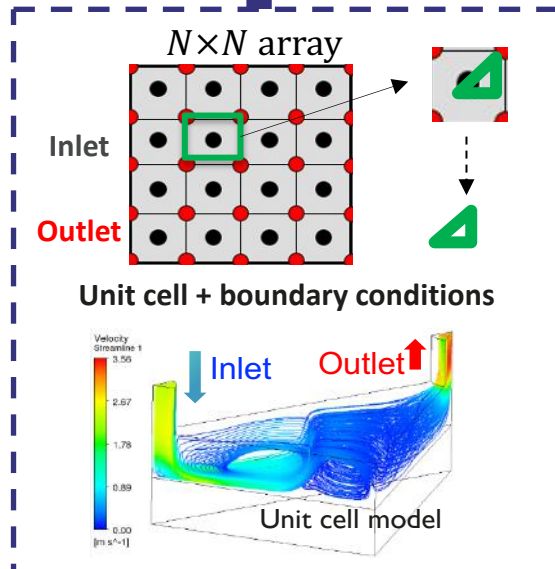 N×N array
Inlet
Outlet
Unit cell + boundary conditions
Velocity
Streamline 1
3.56
2.67
1.78
0.89
0.00
[m s^-1]
Inlet
Outlet
Unit cell model